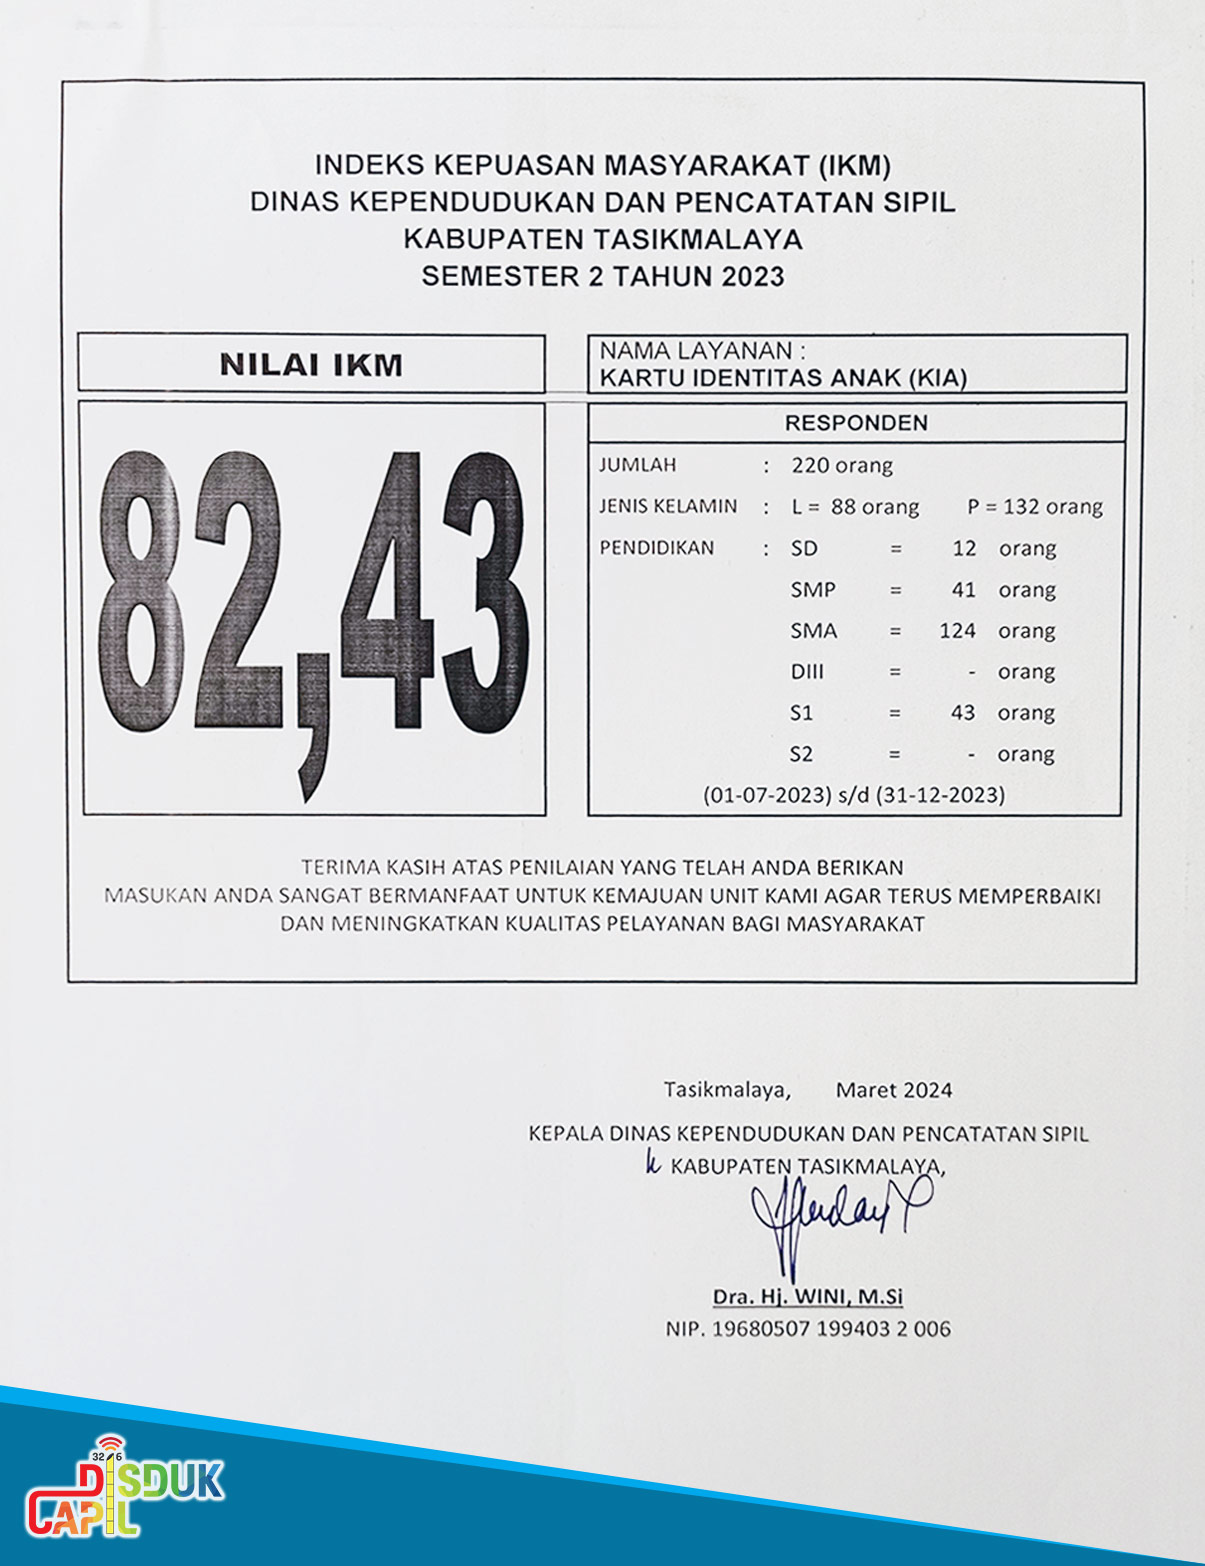 INDEKS KEPUASAN MASYARAKAT (IKM)
DINAS KEPENDUDUKAN DAN PENCATATAN SIPIL
KABUPATEN TASIKMALAYA
SEMESTER 2 TAHUN 2023
NILAI IKM
82,43
NAMA LAYANAN :
KARTU IDENTITAS ANAK (KIA)
RESPONDEN
JUMLAH : 220 orang
JENIS KELAMIN : L = 88 orang P = 132 orang
PENDIDIKAN : SD = 12 orang
SMP = 41 orang
SMA = 124 orang
DIII = - orang
S1 = 43 orang
S2 = - orang
(01-07-2023) s/d (31-12-2023)
TERIMA KASIH ATAS PENILAIAN YANG TELAH ANDA BERIKAN
MASUKAN ANDA SANGAT BERMANFAAT UNTUK KEMAJUAN UNIT KAMI AGAR TERUS MEMPERBAIKI
DAN MENINGKATKAN KUALITAS PELAYANAN BAGI MASYARAKAT
Tasikmalaya, Maret 2024
KEPALA DINAS KEPENDUDUKAN DAN PENCATATAN SIPIL
KABUPATEN TASIKMALAYA,
Dra. Hj. WINI, M.Si
NIP. 19680507 199403 2 006
DISDUK
CAPIL